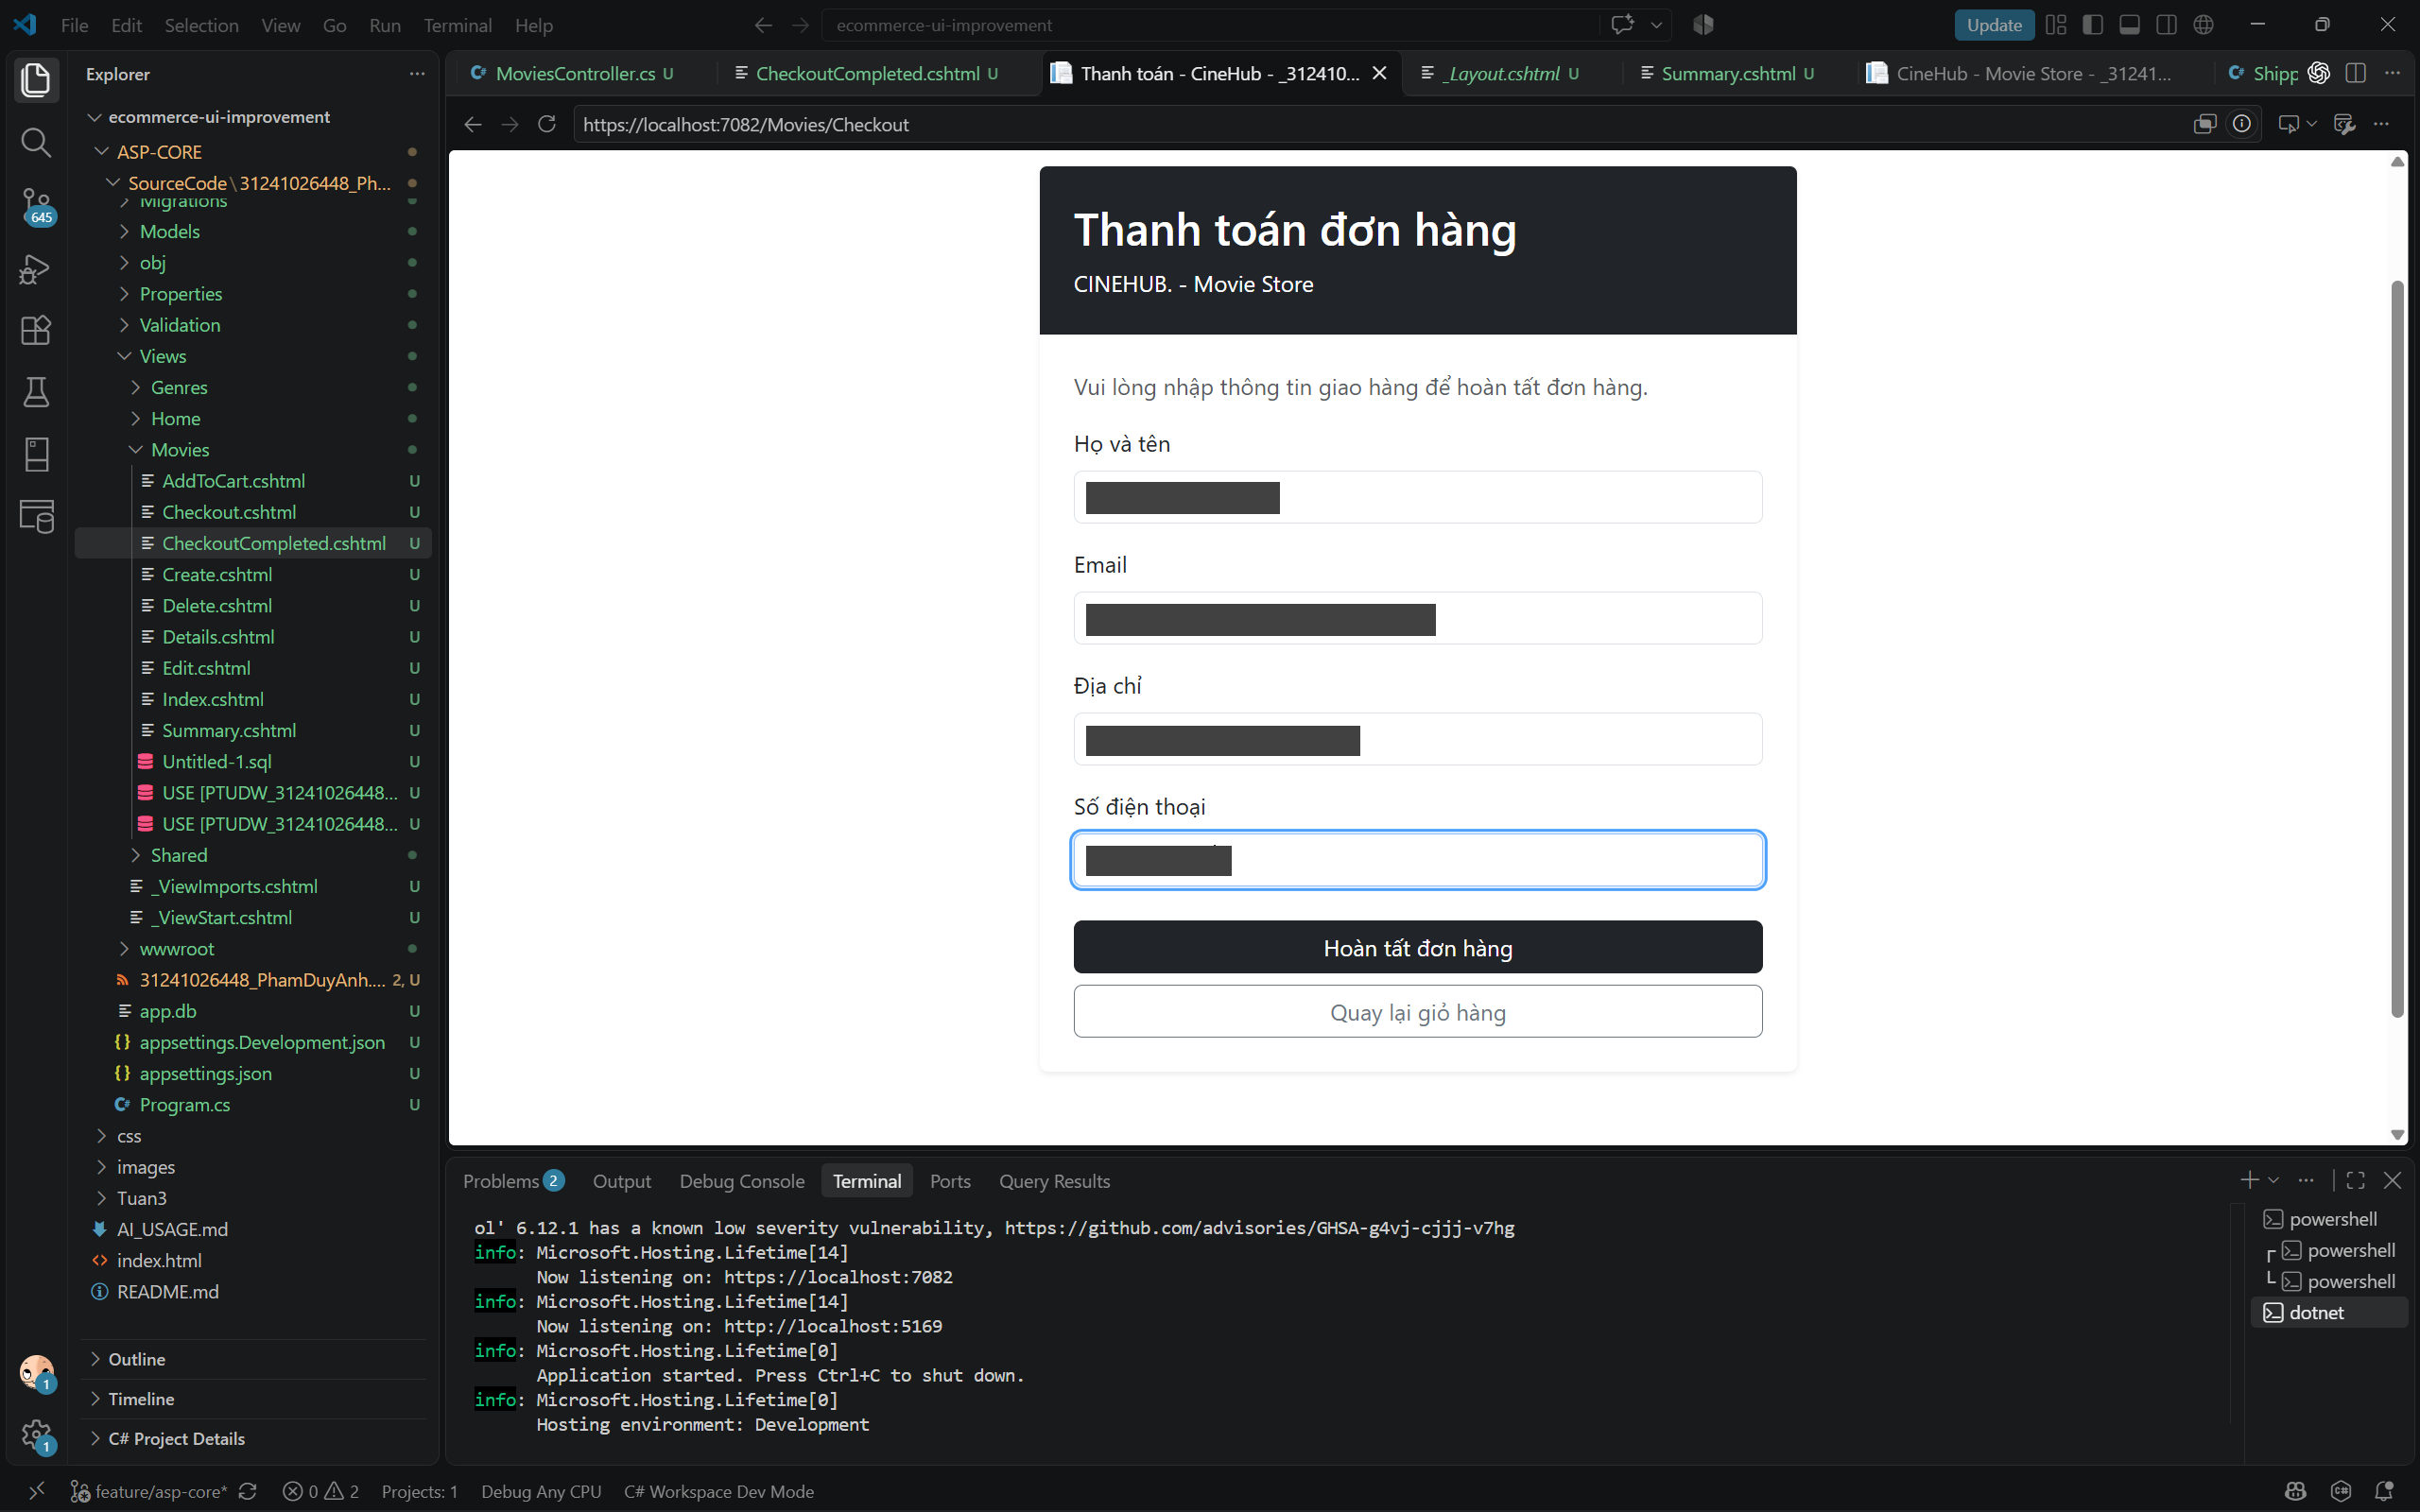 File Edit Selection View Go Run Terminal Help
ecommerce-ui-improvement
Update
Explorer
ecommerce-ui-improvement
ASP-CORE
SourceCode\31241026448_Ph...
Migrations
Models
obj
Properties
Validation
Views
Genres
Home
Movies
AddToCart.cshtml U
Checkout.cshtml U
CheckoutCompleted.cshtml U
Create.cshtml U
Delete.cshtml U
Details.cshtml U
Edit.cshtml U
Index.cshtml U
Summary.cshtml U
Untitled-1.sql U
USE [PTUDW_31241026448... U
USE [PTUDW_31241026448... U
Shared
_ViewImports.cshtml U
_ViewStart.cshtml U
wwwroot
31241026448_PhamDuyAnh.... 2, U
app.db U
appsettings.Development.json U
appsettings.json U
Program.cs U
css
images
Tuan3
AI_USAGE.md
index.html
README.md
Outline
Timeline
C# Project Details
645
1
1
MoviesController.cs U
CheckoutCompleted.cshtml U
Thanh toán - CineHub - _312410...
_Layout.cshtml U
Summary.cshtml U
CineHub - Movie Store - _31241...
Shipp
https://localhost:7082/Movies/Checkout
Thanh toán đơn hàng
CINEHUB. - Movie Store
Vui lòng nhập thông tin giao hàng để hoàn tất đơn hàng.
Họ và tên
Email
Địa chỉ
Số điện thoại
Hoàn tất đơn hàng
Quay lại giỏ hàng
Problems 2 Output Debug Console Terminal Ports Query Results
ol' 6.12.1 has a known low severity vulnerability, https://github.com/advisories/GHSA-g4vj-cjjj-v7hg
info: Microsoft.Hosting.Lifetime[14]
Now listening on: https://localhost:7082
info: Microsoft.Hosting.Lifetime[14]
Now listening on: http://localhost:5169
info: Microsoft.Hosting.Lifetime[0]
Application started. Press Ctrl+C to shut down.
info: Microsoft.Hosting.Lifetime[0]
Hosting environment: Development
powershell
powershell
powershell
dotnet
feature/asp-core* 0 2 Projects: 1 Debug Any CPU C# Workspace Dev Mode